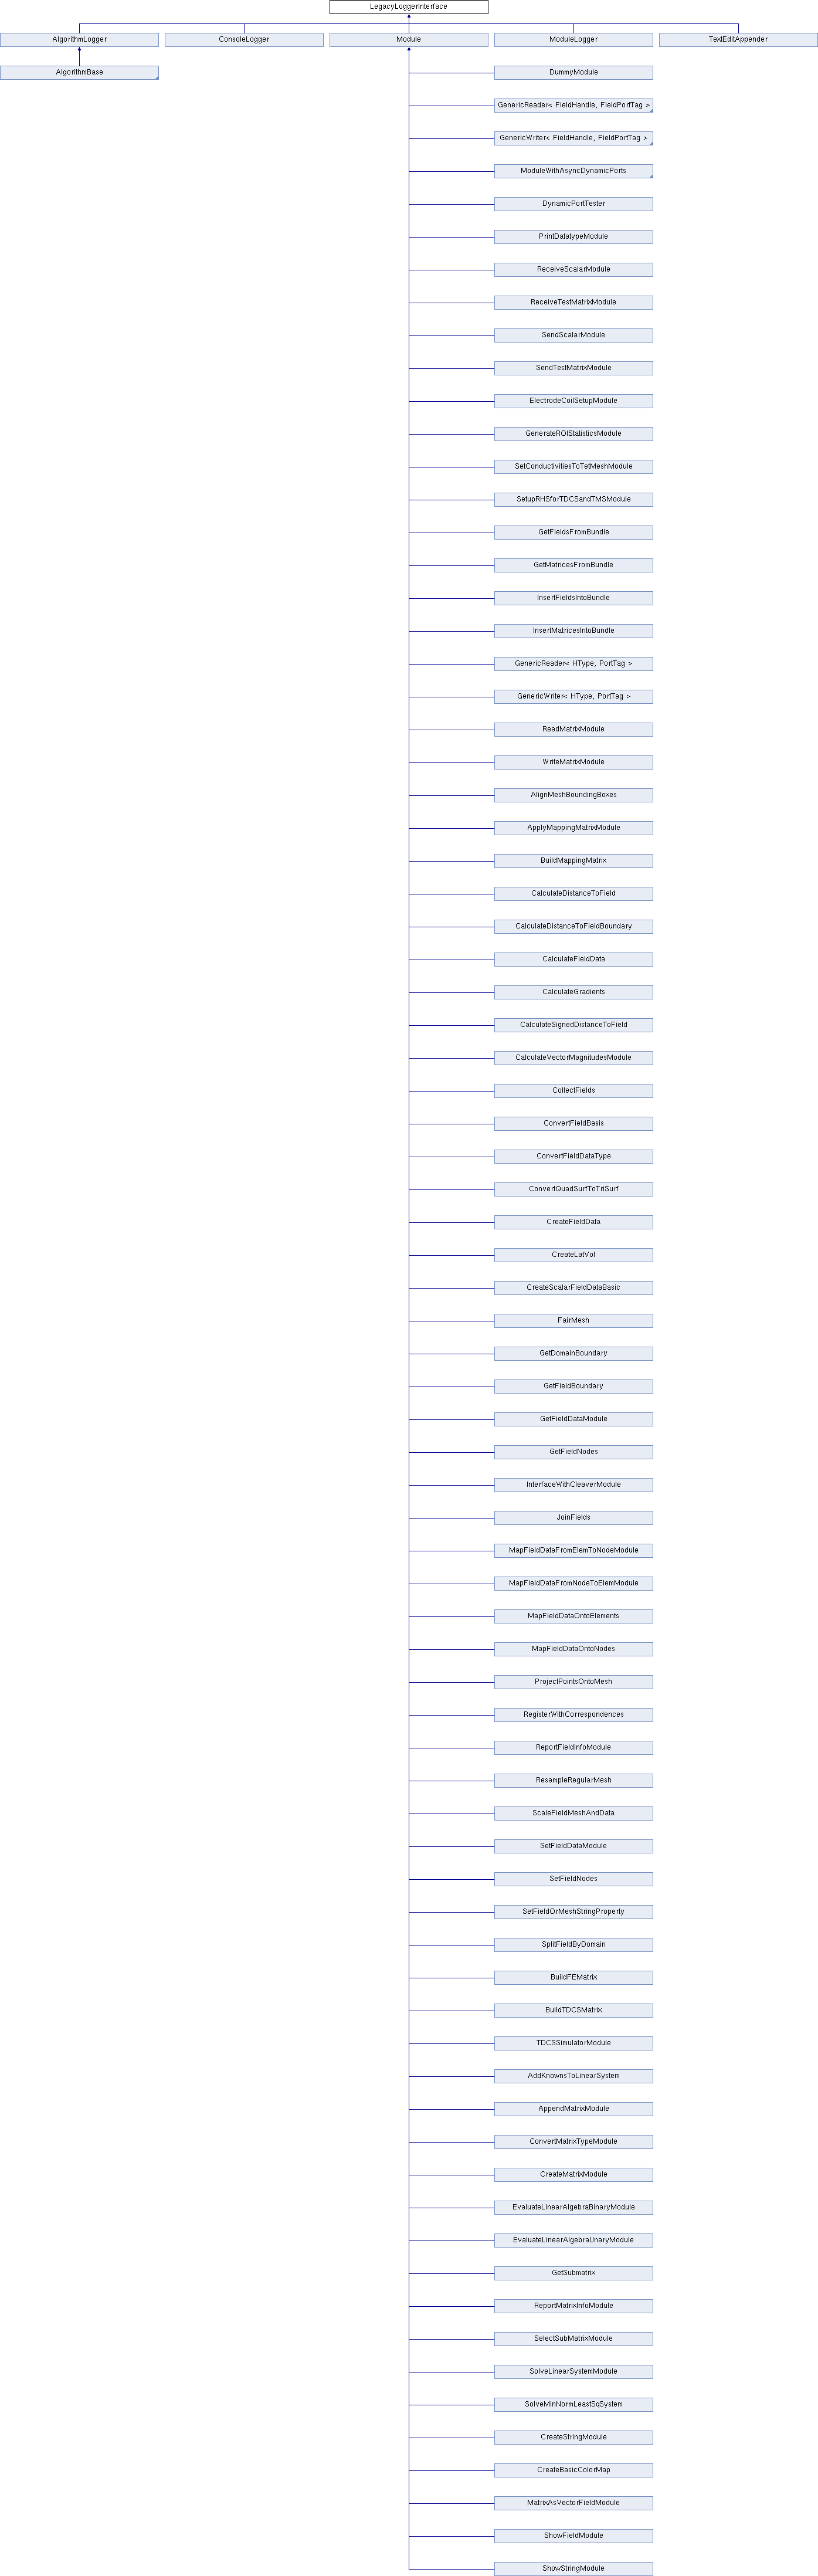 LegacyLoggerInterface
AlgorithmLogger
ConsoleLogger
Module
ModuleLogger
TextEditAppender
AlgorithmBase
DummyModule
GenericReader< FieldHandle, FieldPortTag >
GenericWriter< FieldHandle, FieldPortTag >
ModuleWithAsyncDynamicPorts
DynamicPortTester
PrintDatatypeModule
ReceiveScalarModule
ReceiveTestMatrixModule
SendScalarModule
SendTestMatrixModule
ElectrodeCoilSetupModule
GenerateROIStatisticsModule
SetConductivitiesToTetMeshModule
SetupRHSforTDCSandTMSModule
GetFieldsFromBundle
GetMatricesFromBundle
InsertFieldsIntoBundle
InsertMatricesIntoBundle
GenericReader< HType, PortTag >
GenericWriter< HType, PortTag >
ReadMatrixModule
WriteMatrixModule
AlignMeshBoundingBoxes
ApplyMappingMatrixModule
BuildMappingMatrix
CalculateDistanceToField
CalculateDistanceToFieldBoundary
CalculateFieldData
CalculateGradients
CalculateSignedDistanceToField
CalculateVectorMagnitudesModule
CollectFields
ConvertFieldBasis
ConvertFieldDataType
ConvertQuadSurfToTriSurf
CreateFieldData
CreateLatVol
CreateScalarFieldDataBasic
FairMesh
GetDomainBoundary
GetFieldBoundary
GetFieldDataModule
GetFieldNodes
InterfaceWithCleaverModule
JoinFields
MapFieldDataFromElemToNodeModule
MapFieldDataFromNodeToElemModule
MapFieldDataOntoElements
MapFieldDataOntoNodes
ProjectPointsOntoMesh
RegisterWithCorrespondences
ReportFieldInfoModule
ResampleRegularMesh
ScaleFieldMeshAndData
SetFieldDataModule
SetFieldNodes
SetFieldOrMeshStringProperty
SplitFieldByDomain
BuildFEMatrix
BuildTDCSMatrix
TDCSSimulatorModule
AddKnownsToLinearSystem
AppendMatrixModule
ConvertMatrixTypeModule
CreateMatrixModule
EvaluateLinearAlgebraBinaryModule
EvaluateLinearAlgebraUnaryModule
GetSubmatrix
ReportMatrixInfoModule
SelectSubMatrixModule
SolveLinearSystemModule
SolveMinNormLeastSqSystem
CreateStringModule
CreateBasicColorMap
MatrixAsVectorFieldModule
ShowFieldModule
ShowStringModule